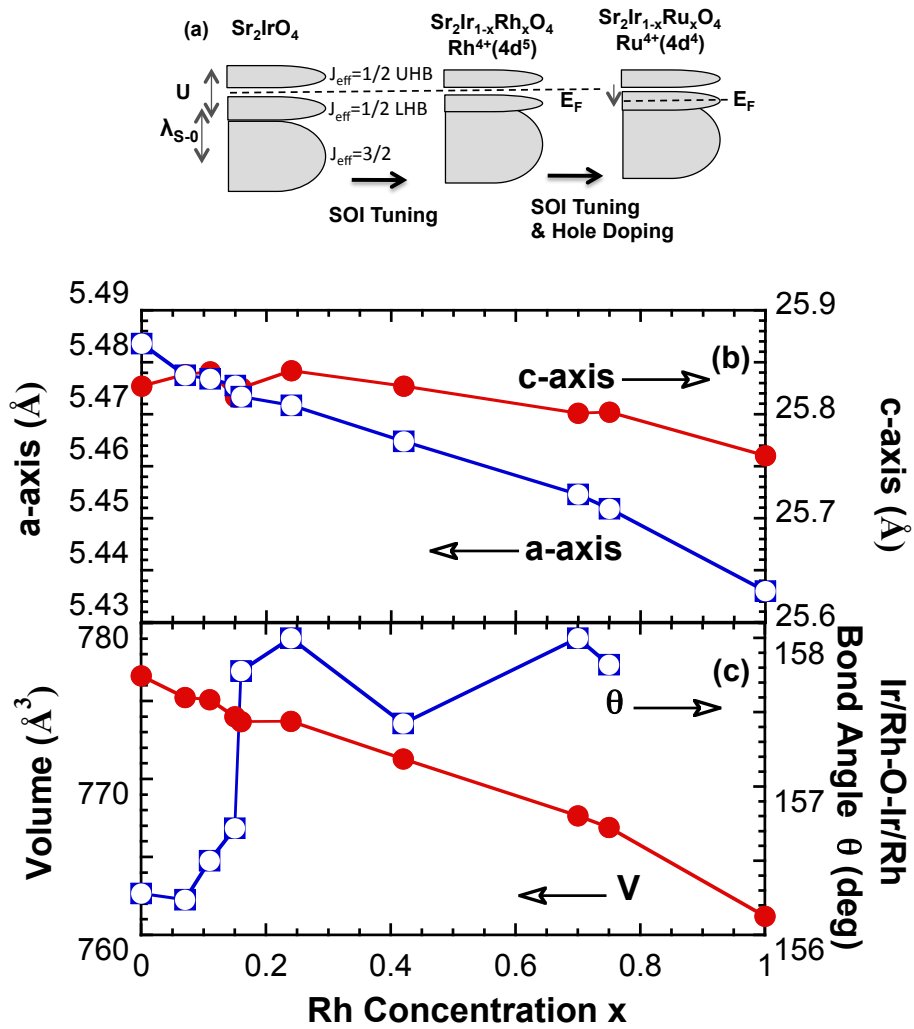 (a)
Sr2IrO4
Sr2Ir1-xRhxO4
Rh4+(4d5)
Sr2Ir1-xRuxO4
Ru4+(4d4)
U
λS-0
Jeff=1/2 UHB
Jeff=1/2 LHB
Jeff=3/2
EF
EF
SOI Tuning
SOI Tuning
& Hole Doping
5.49
5.48
5.47
5.46
5.45
5.44
5.43
a-axis (Å)
25.9
25.8
25.7
25.6
c-axis (Å)
(b)
c-axis
a-axis
780
770
760
Volume (Å3)
158
157
156
Ir/Rh-O-Ir/Rh
Bond Angle θ (deg)
(c)
θ
V
0 0.2 0.4 0.6 0.8 1
Rh Concentration x